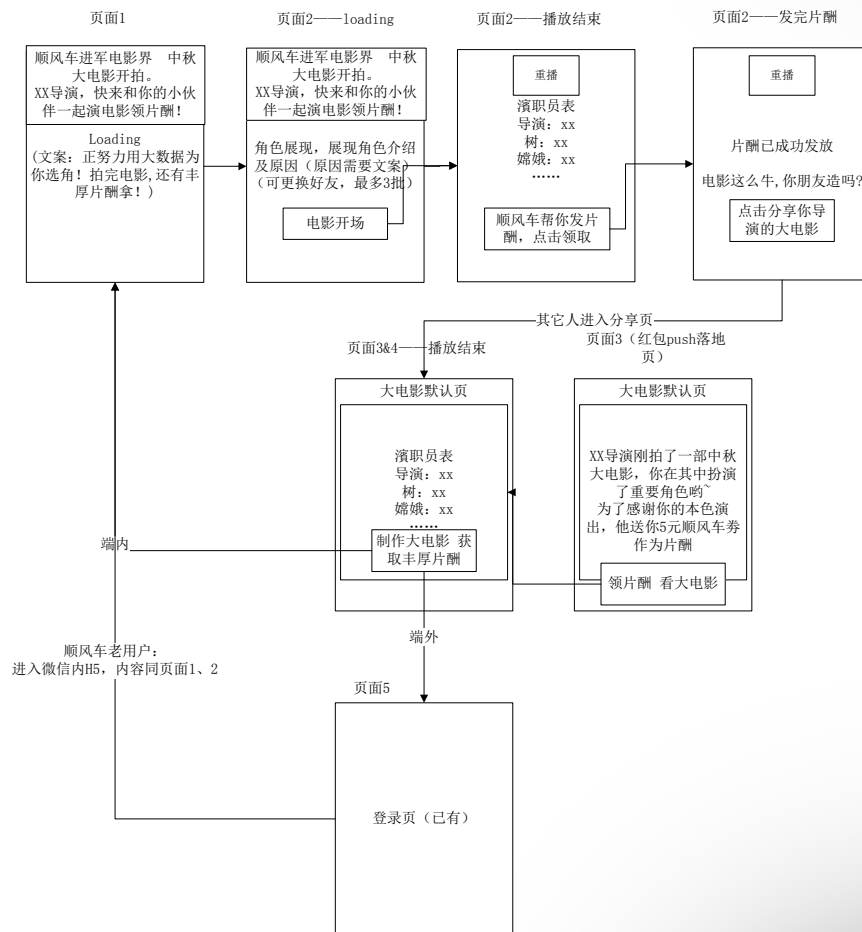 页面1
页面2——loading
页面2——播放结束
页面2——发完片酬
顺风车进军电影界　中秋
大电影开拍。
XX导演，快来和你的小伙
伴一起演电影领片酬！
Loading
(文案：正努力用大数据为
你选角！拍完电影,还有丰
厚片酬拿！)
顺风车进军电影界　中秋
大电影开拍。
XX导演，快来和你的小伙
伴一起演电影领片酬！
角色展现，展现角色介绍
及原因（原因需要文案）
（可更换好友，最多3批）
电影开场
重播
演职员表
导演：xx
树：xx
嫦娥：xx
……
顺风车帮你发片
酬，点击领取
重播
片酬已成功发放
电影这么牛,你朋友造吗?
点击分享你导
演的大电影
其它人进入分享页
页面3&4——播放结束
页面3（红包push落地
页）
大电影默认页
演职员表
导演：xx
树：xx
嫦娥：xx
……
制作大电影 获
取丰厚片酬
大电影默认页
XX导演刚拍了一部中秋
大电影，你在其中扮演
了重要角色哟~
为了感谢你的本色演
出，他送你5元顺风车券
作为片酬
领片酬 看大电影
端内
端外
顺风车老用户：
进入微信内H5，内容同页面1、2
页面5
登录页（已有）